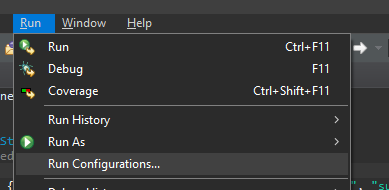 Run Window Help
Run Ctrl+F11
Debug F11
Coverage Ctrl+Shift+F11
Run History
Run As
Run Configurations...